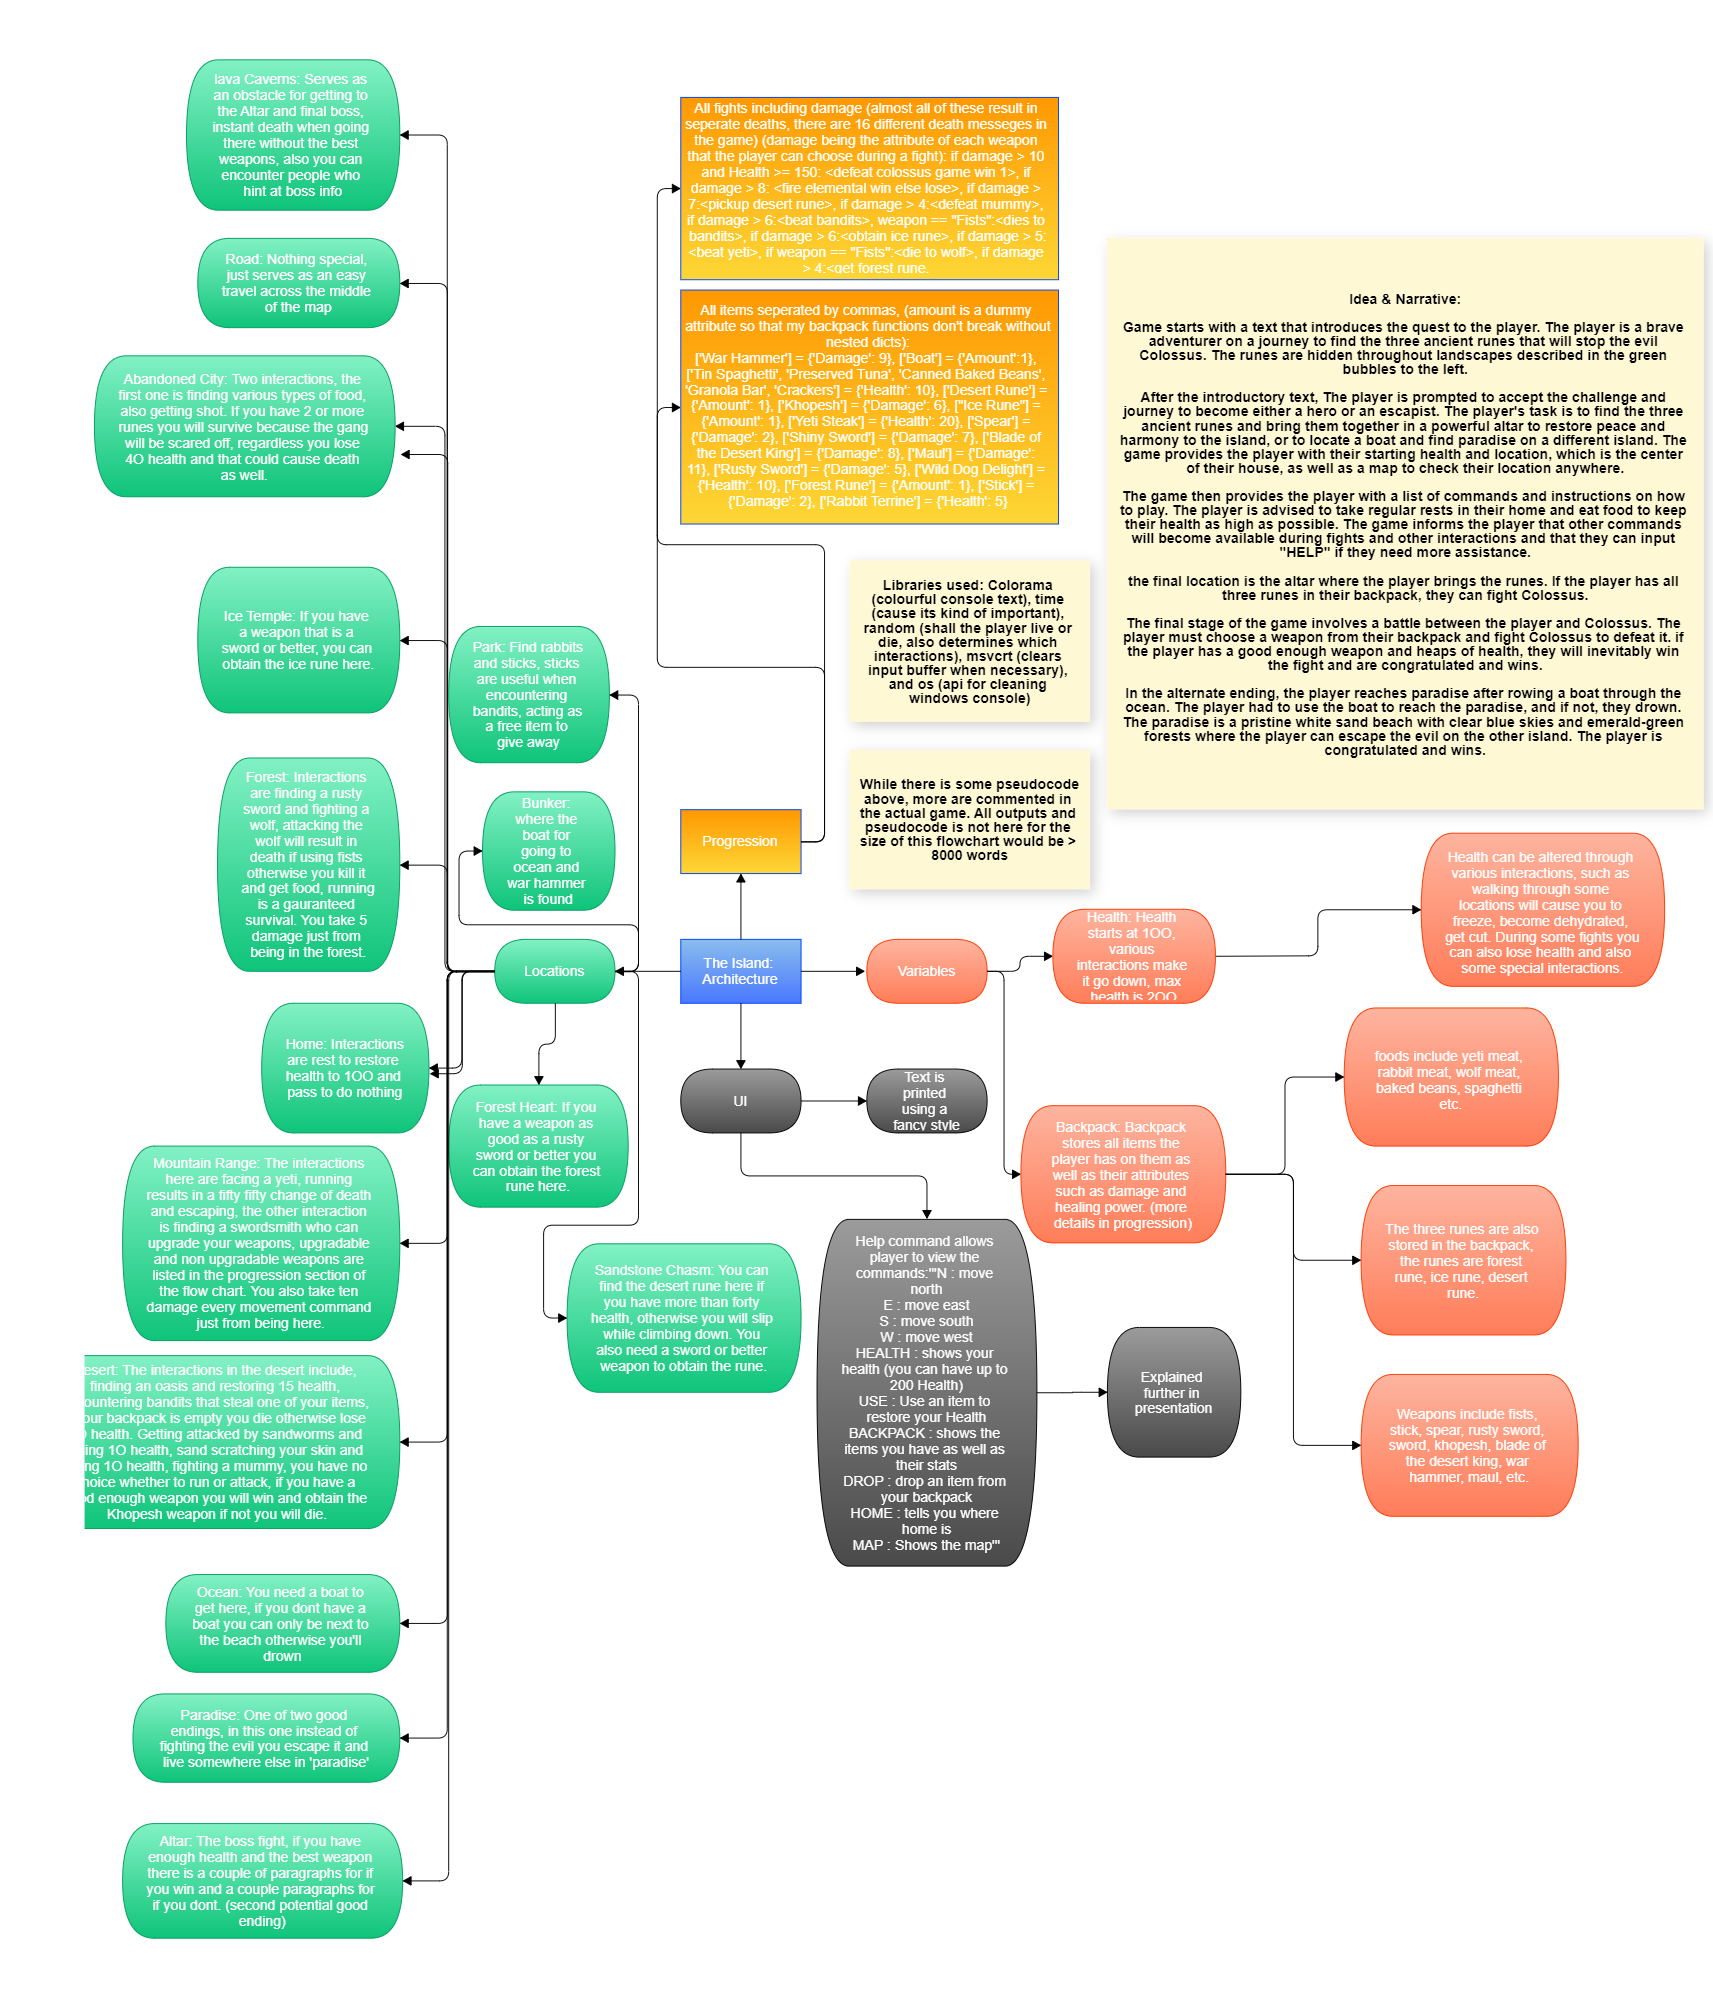 lava Caverns: Serves as
an obstacle for getting to
the Altar and final boss,
instant death when going
there without the best
weapons, also you can
encounter people who
hint at boss info
Road: Nothing special,
just serves as an easy
travel across the middle
of the map
Abandoned City: Two interactions, the
first one is finding various types of food,
also getting shot. If you have 2 or more
runes you will survive because the gang
will be scared off, regardless you lose
4O health and that could cause death
as well.
Ice Temple: If you have
a weapon that is a
sword or better, you can
obtain the ice rune here.
Forest: Interactions
are finding a rusty
sword and fighting a
wolf, attacking the
wolf will result in
death if using fists
otherwise you kill it
and get food, running
is a gauranteed
survival. You take 5
damage just from
being in the forest.
Home: Interactions
are rest to restore
health to 1OO and
pass to do nothing
Mountain Range: The interactions
here are facing a yeti, running
results in a fifty fifty change of death
and escaping, the other interaction
is finding a swordsmith who can
upgrade your weapons, upgradable
and non upgradable weapons are
listed in the progression section of
the flow chart. You also take ten
damage every movement command
just from being here.
esert: The interactions in the desert include,
finding an oasis and restoring 15 health,
ountering bandits that steal one of your items,
our backpack is empty you die otherwise lose
health. Getting attacked by sandworms and
ing 1O health, sand scratching your skin and
ng 1O health, fighting a mummy, you have no
hoice whether to run or attack, if you have a
d enough weapon you will win and obtain the
Khopesh weapon if not you will die.
Ocean: You need a boat to
get here, if you dont have a
boat you can only be next to
the beach otherwise you'll
drown
Paradise: One of two good
endings, in this one instead of
fighting the evil you escape it and
live somewhere else in 'paradise'
Altar: The boss fight, if you have
enough health and the best weapon
there is a couple of paragraphs for if
you win and a couple paragraphs for
if you dont. (second potential good
ending)
Park: Find rabbits
and sticks, sticks
are useful when
encountering
bandits, acting as
a free item to
give away
Bunker:
where the
boat for
going to
ocean and
war hammer
is found
Locations
Forest Heart: If you
have a weapon as
good as a rusty
sword or better you
can obtain the forest
rune here.
Sandstone Chasm: You can
find the desert rune here if
you have more than forty
health, otherwise you will slip
while climbing down. You
also need a sword or better
weapon to obtain the rune.
All fights including damage (almost all of these result in
seperate deaths, there are 16 different death messeges in
the game) (damage being the attribute of each weapon
that the player can choose during a fight): if damage > 10
and Health >= 150: <defeat colossus game win 1>, if
damage > 8: <fire elemental win else lose>, if damage >
7:<pickup desert rune>, if damage > 4:<defeat mummy>,
if damage > 6:<beat bandits>, weapon == "Fists":<dies to
bandits>, if damage > 6:<obtain ice rune>, if damage > 5:
<beat yeti>, if weapon == "Fists":<die to wolf>, if damage
> 4:<get forest rune.
All items seperated by commas, (amount is a dummy
attribute so that my backpack functions don't break without
nested dicts):
['War Hammer'] = {'Damage': 9}, ['Boat'] = {'Amount':1},
['Tin Spaghetti', 'Preserved Tuna', 'Canned Baked Beans',
'Granola Bar', 'Crackers'] = {'Health': 10}, ['Desert Rune'] =
{'Amount': 1}, ['Khopesh'] = {'Damage': 6}, ["Ice Rune"] =
{'Amount': 1}, ['Yeti Steak'] = {'Health': 20}, ['Spear'] =
{'Damage': 2}, ['Shiny Sword'] = {'Damage': 7}, ['Blade of
the Desert King'] = {'Damage': 8}, ['Maul'] = {'Damage':
11}, ['Rusty Sword'] = {'Damage': 5}, ['Wild Dog Delight'] =
{'Health': 10}, ['Forest Rune'] = {'Amount': 1}, ['Stick'] =
{'Damage': 2}, ['Rabbit Terrine'] = {'Health': 5}
Progression
The Island:
Architecture
UI
Text is
printed
using a
fancy style
Help command allows
player to view the
commands:'"N : move
north
E : move east
S : move south
W : move west
HEALTH : shows your
health (you can have up to
200 Health)
USE : Use an item to
restore your Health
BACKPACK : shows the
items you have as well as
their stats
DROP : drop an item from
your backpack
HOME : tells you where
home is
MAP : Shows the map'"
Explained
further in
presentation
Libraries used: Colorama
(colourful console text), time
(cause its kind of important),
random (shall the player live or
die, also determines which
interactions), msvcrt (clears
input buffer when necessary),
and os (api for cleaning
windows console)
While there is some pseudocode
above, more are commented in
the actual game. All outputs and
pseudocode is not here for the
size of this flowchart would be >
8000 words
Idea & Narrative:
Game starts with a text that introduces the quest to the player. The player is a brave
adventurer on a journey to find the three ancient runes that will stop the evil
Colossus. The runes are hidden throughout landscapes described in the green
bubbles to the left.
After the introductory text, The player is prompted to accept the challenge and
journey to become either a hero or an escapist. The player's task is to find the three
ancient runes and bring them together in a powerful altar to restore peace and
harmony to the island, or to locate a boat and find paradise on a different island. The
game provides the player with their starting health and location, which is the center
of their house, as well as a map to check their location anywhere.
The game then provides the player with a list of commands and instructions on how
to play. The player is advised to take regular rests in their home and eat food to keep
their health as high as possible. The game informs the player that other commands
will become available during fights and other interactions and that they can input
"HELP" if they need more assistance.
the final location is the altar where the player brings the runes. If the player has all
three runes in their backpack, they can fight Colossus.
The final stage of the game involves a battle between the player and Colossus. The
player must choose a weapon from their backpack and fight Colossus to defeat it. if
the player has a good enough weapon and heaps of health, they will inevitably win
the fight and are congratulated and wins.
In the alternate ending, the player reaches paradise after rowing a boat through the
ocean. The player had to use the boat to reach the paradise, and if not, they drown.
The paradise is a pristine white sand beach with clear blue skies and emerald-green
forests where the player can escape the evil on the other island. The player is
congratulated and wins.
Variables
Health: Health
starts at 1OO,
various
interactions make
it go down, max
health is 2OO
Health can be altered through
various interactions, such as
walking through some
locations will cause you to
freeze, become dehydrated,
get cut. During some fights you
can also lose health and also
some special interactions.
Backpack: Backpack
stores all items the
player has on them as
well as their attributes
such as damage and
healing power. (more
details in progression)
foods include yeti meat,
rabbit meat, wolf meat,
baked beans, spaghetti
etc.
The three runes are also
stored in the backpack,
the runes are forest
rune, ice rune, desert
rune.
Weapons include fists,
stick, spear, rusty sword,
sword, khopesh, blade of
the desert king, war
hammer, maul, etc.